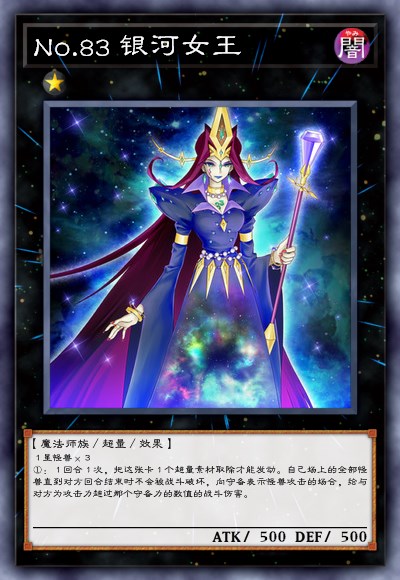 No.83 银河女王
やみ
闇
【魔法师族／超量／效果】
1星怪兽×3
①：1回合1次，把这张卡1个超量素材取除才能发动。自己场上的全部怪
兽直到对方回合结束时不会被战斗破坏，向守备表示怪兽攻击的场合，给与
对方为攻击力超过那个守备力的数值的战斗伤害。
ATK/ 500 DEF/ 500